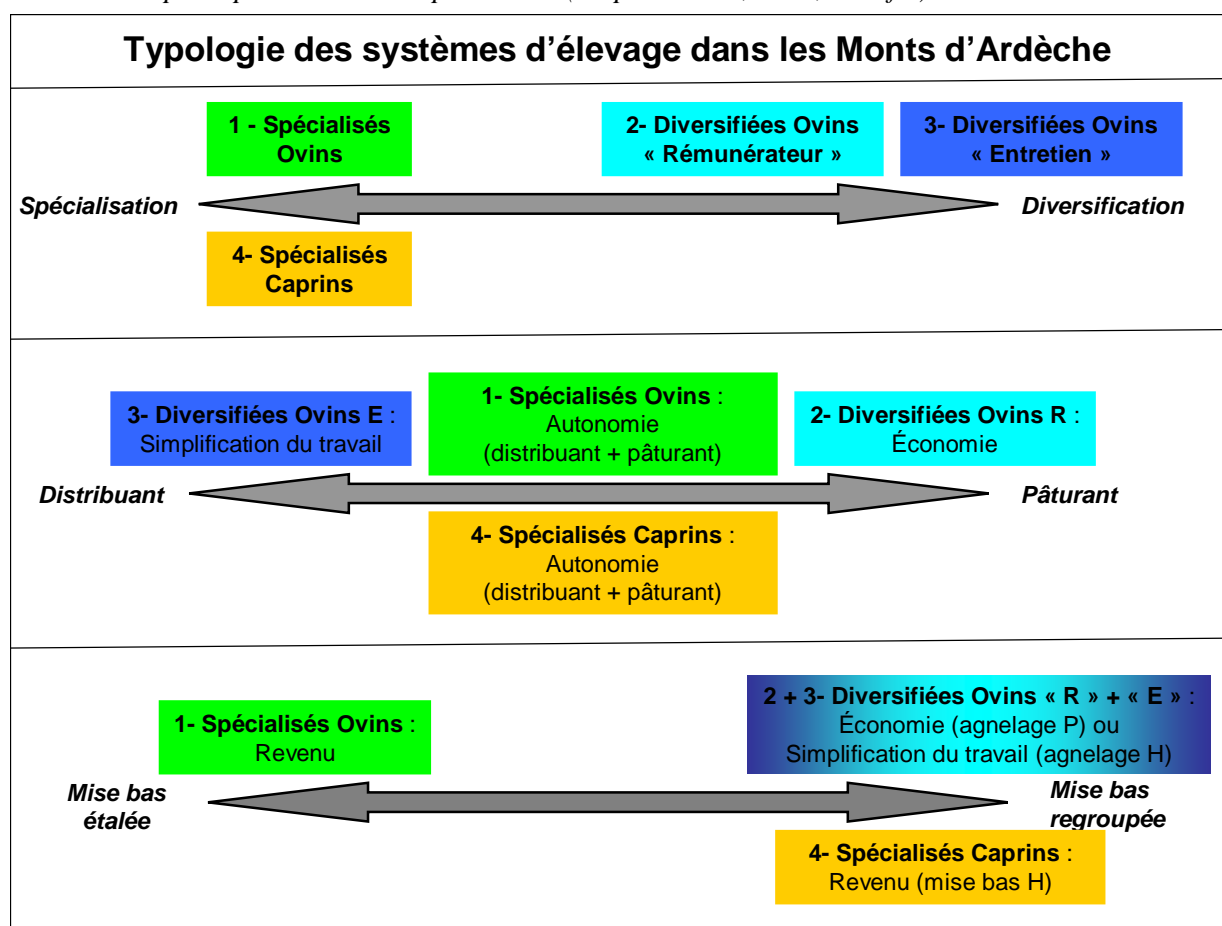 Typologie des systèmes d'élevage dans les Monts d'Ardèche
1 - Spécialisés
Ovins
2- Diversifiées Ovins
« Rémunérateur »
3- Diversifiées Ovins
« Entretien »
Spécialisation
Diversification
4- Spécialisés
Caprins
3- Diversifiées Ovins E :
Simplification du travail
1- Spécialisés Ovins :
Autonomie
(distribuant + pâturant)
2- Diversifiées Ovins R :
Économie
Distribuant
Pâturant
4- Spécialisés Caprins :
Autonomie
(distribuant + pâturant)
1- Spécialisés Ovins :
Revenu
2 + 3- Diversifiées Ovins « R » + « E » :
Économie (agnelage P) ou
Simplification du travail (agnelage H)
Mise bas
étalée
Mise bas
regroupée
4- Spécialisés Caprins :
Revenu (mise bas H)